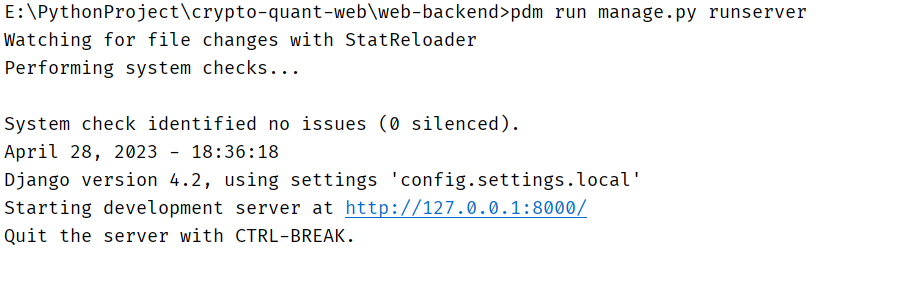 E:\PythonProject\crypto-quant-web\web-backend>pdm run manage.py runserver
Watching for file changes with StatReloader
Performing system checks...
System check identified no issues (0 silenced).
April 28, 2023 - 18:36:18
Django version 4.2, using settings 'config.settings.local'
Starting development server at http://127.0.0.1:8000/
Quit the server with CTRL-BREAK.